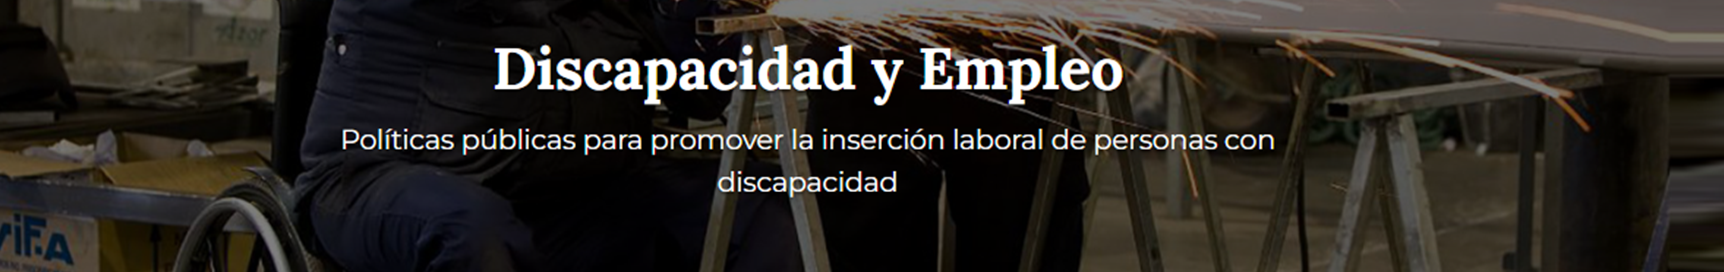 Discapacidad y Empleo
Políticas públicas para promover la inserción laboral de personas con
discapacidad